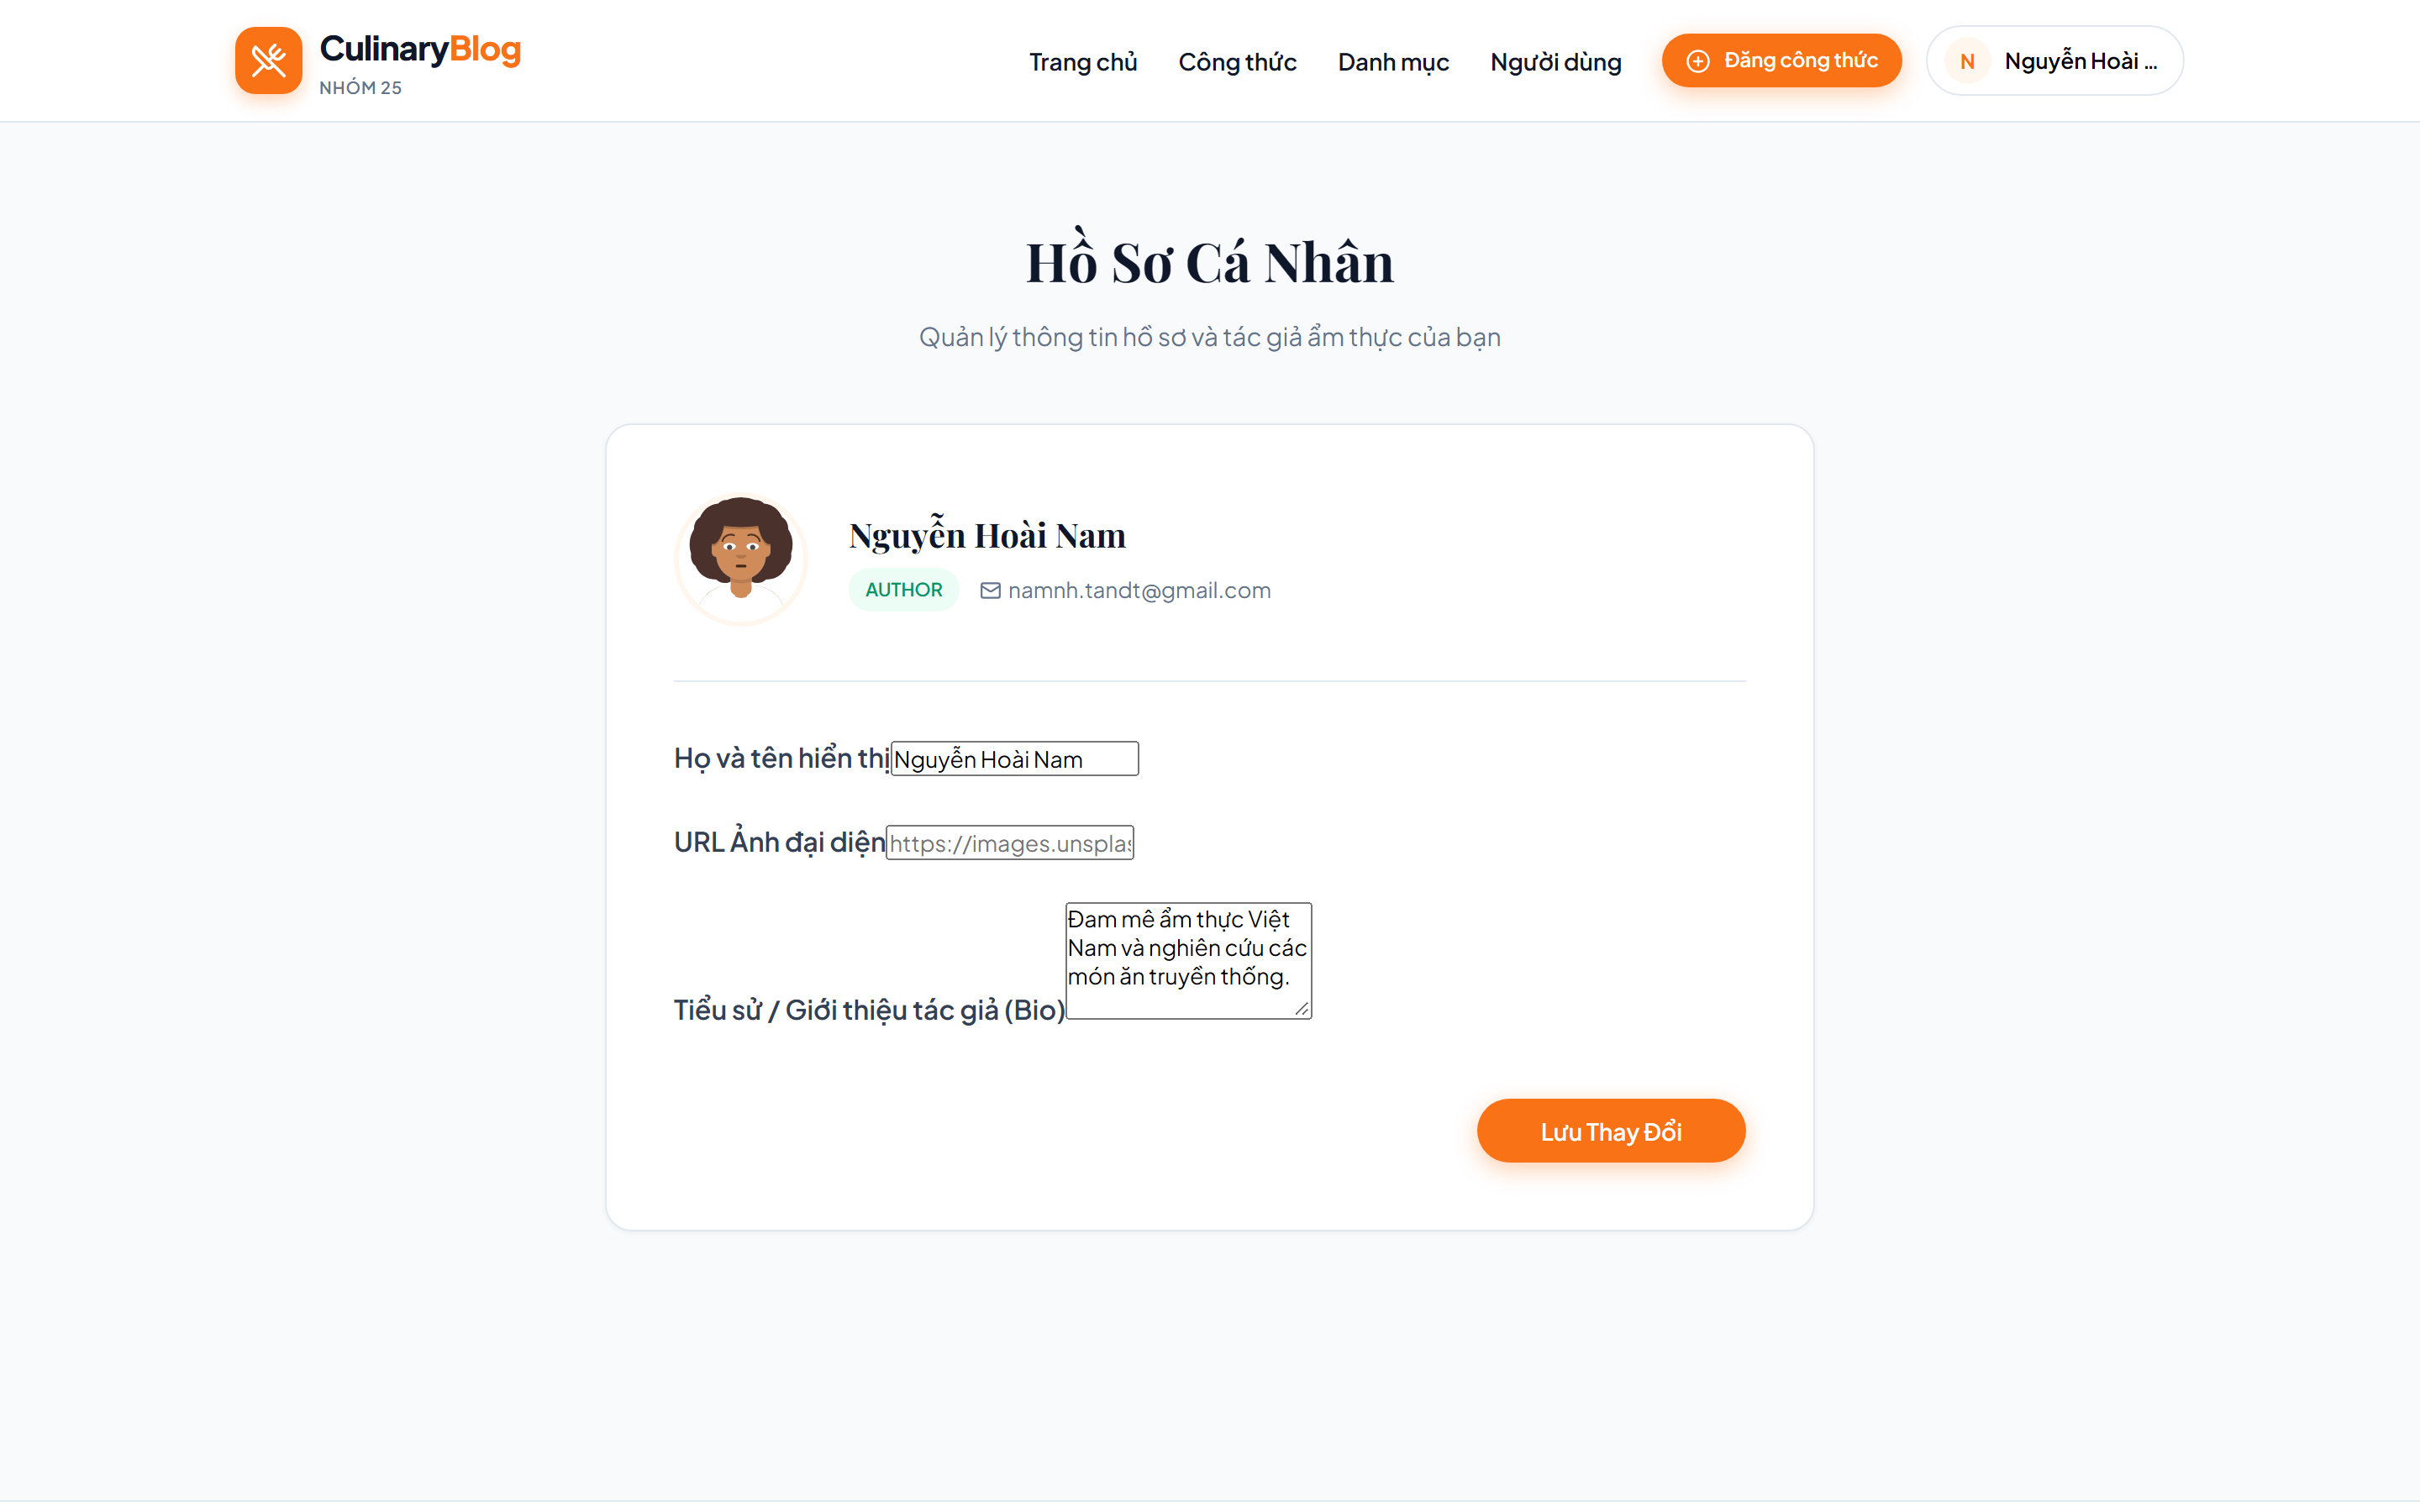 CulinaryBlog
NHÓM 25
Trang chủ
Công thức
Danh mục
Người dùng
Đăng công thức
N
Nguyễn Hoài ...
Hồ Sơ Cá Nhân
Quản lý thông tin hồ sơ và tác giả ẩm thực của bạn
Nguyễn Hoài Nam
AUTHOR
namnh.tandt@gmail.com
Họ và tên hiển thị
Nguyễn Hoài Nam
URL Ảnh đại diện
https://images.unsplas
Tiểu sử / Giới thiệu tác giả (Bio)
Đam mê ẩm thực Việt
Nam và nghiên cứu các
món ăn truyền thống.
Lưu Thay Đổi